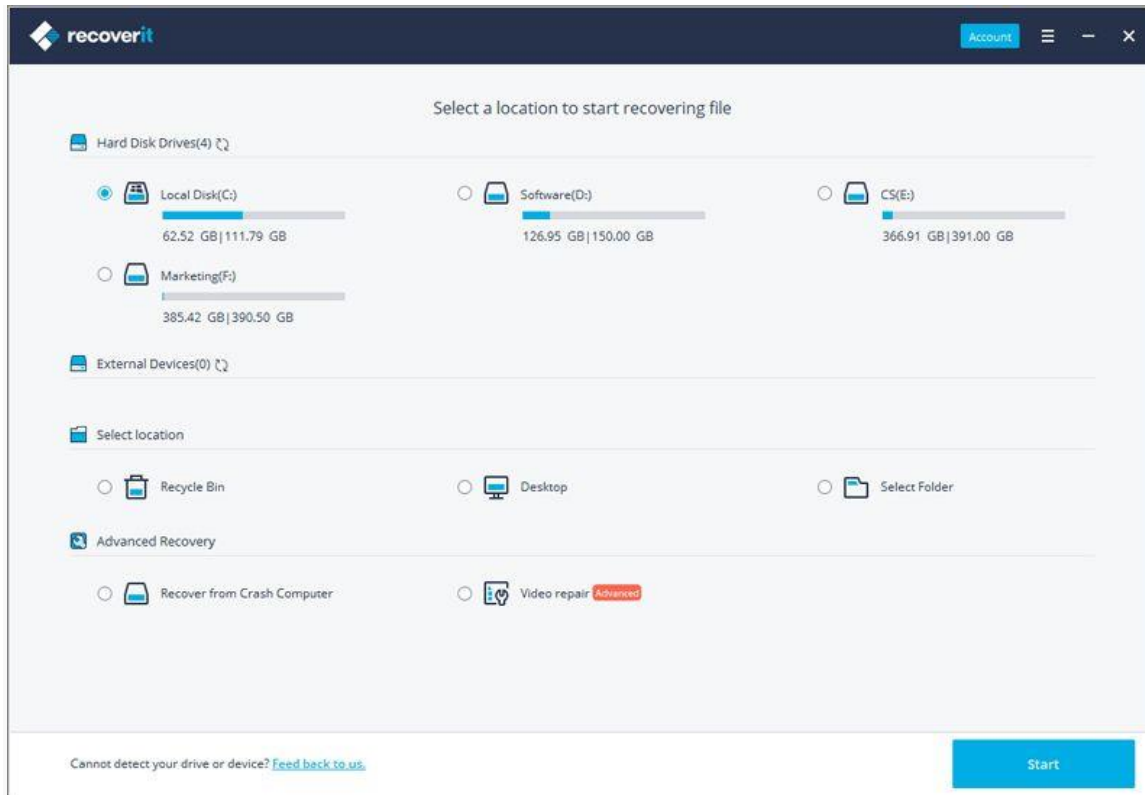 recoverit
Account
Select a location to start recovering file
Hard Disk Drives(4)
Local Disk(C:)
62.52 GB|111.79 GB
Software(D:)
126.95 GB|150.00 GB
CS(E:)
366.91 GB|391.00 GB
Marketing(F:)
385.42 GB|390.50 GB
External Devices(0)
Select location
Recycle Bin
Desktop
Select Folder
Advanced Recovery
Recover from Crash Computer
Video repair Advanced
Cannot detect your drive or device? Feed back to us.
Start